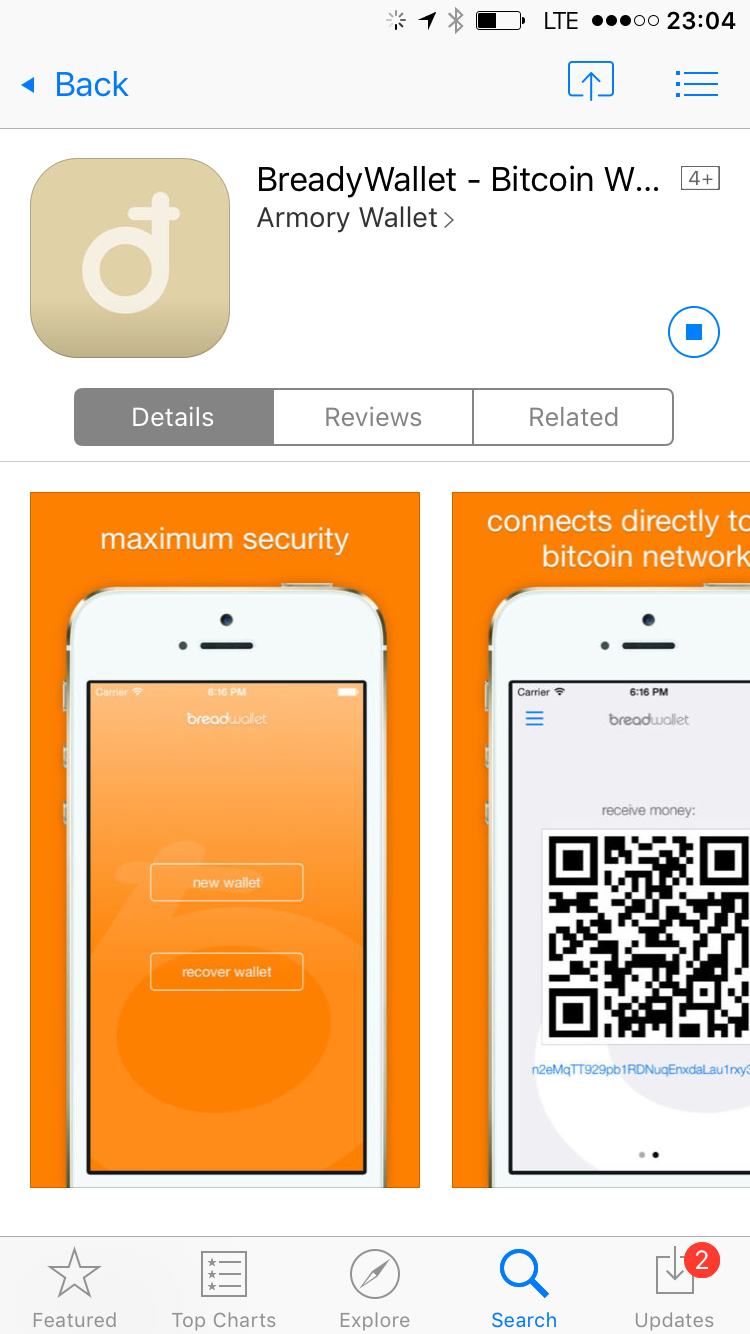 LTE 23:04
Back
BreadyWallet - Bitcoin W... 4+
Armory Wallet
Details Reviews Related
maximum security
Carrier 6:16 PM
breadwallet
new wallet
recover wallet
connects directly to
bitcoin network
Carrier 6:16 PM
breadwallet
receive money:
n2eMqTT929pb1RDNuqEnxdaLau1rxy3
Featured Top Charts Explore Search Updates
2